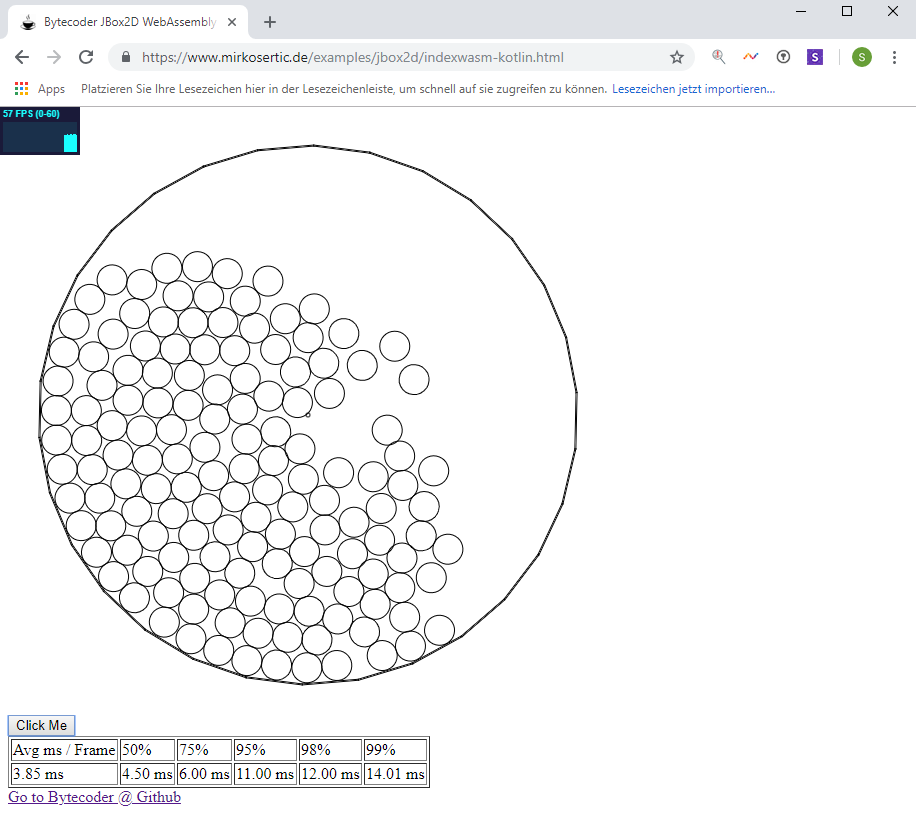 Bytecoder JBox2D WebAssembly
https://www.mirkosertic.de/examples/jbox2d/indexwasm-kotlin.html
S
S
Apps Platzieren Sie Ihre Lesezeichen hier in der Lesezeichenleiste, um schnell auf sie zugreifen zu können. Lesezeichen jetzt importieren...
57 FPS (0-60)
Click Me
Avg ms / Frame 50% 75% 95% 98% 99%
3.85 ms 4.50 ms 6.00 ms 11.00 ms 12.00 ms 14.01 ms
Go to Bytecoder @ Github